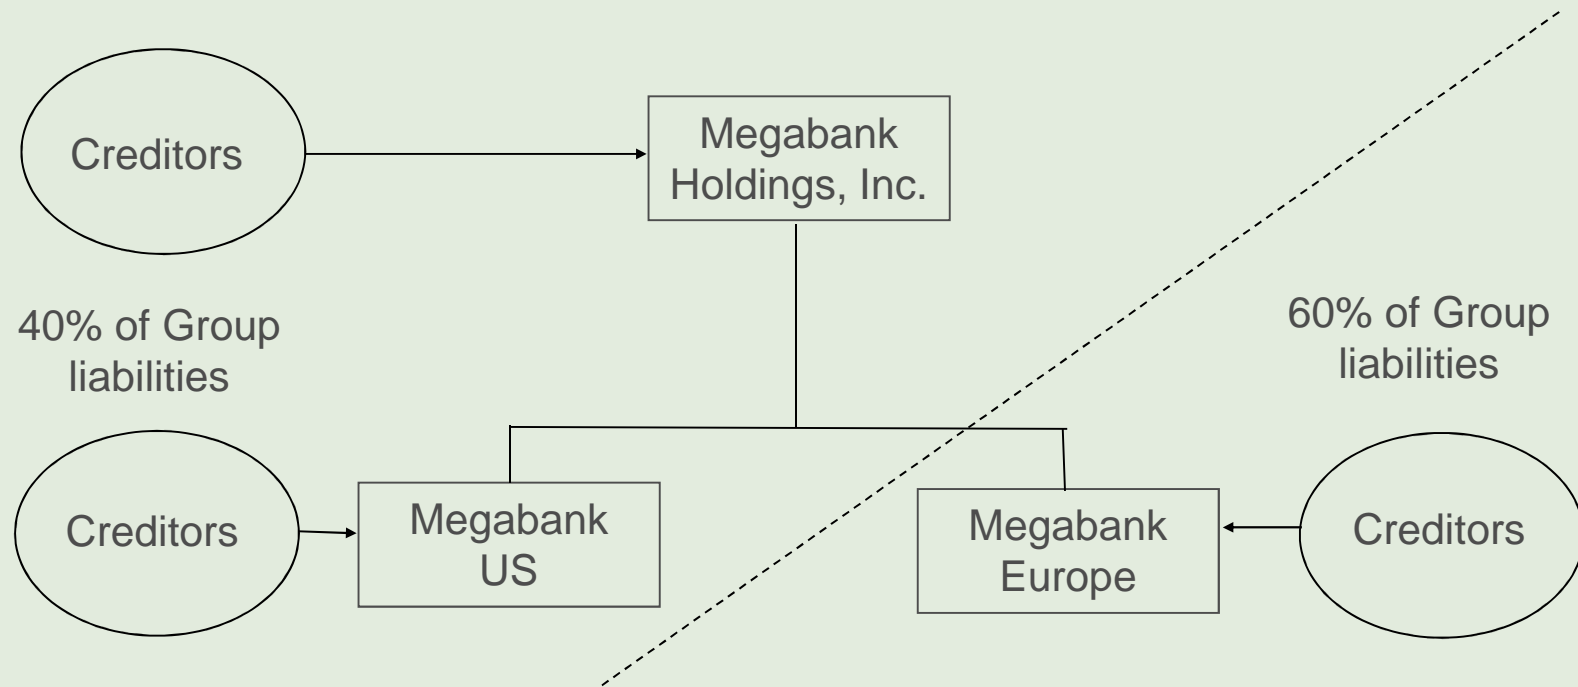 Creditors
Megabank
Holdings, Inc.
40% of Group
liabilities
60% of Group
liabilities
Creditors
Megabank
US
Megabank
Europe
Creditors